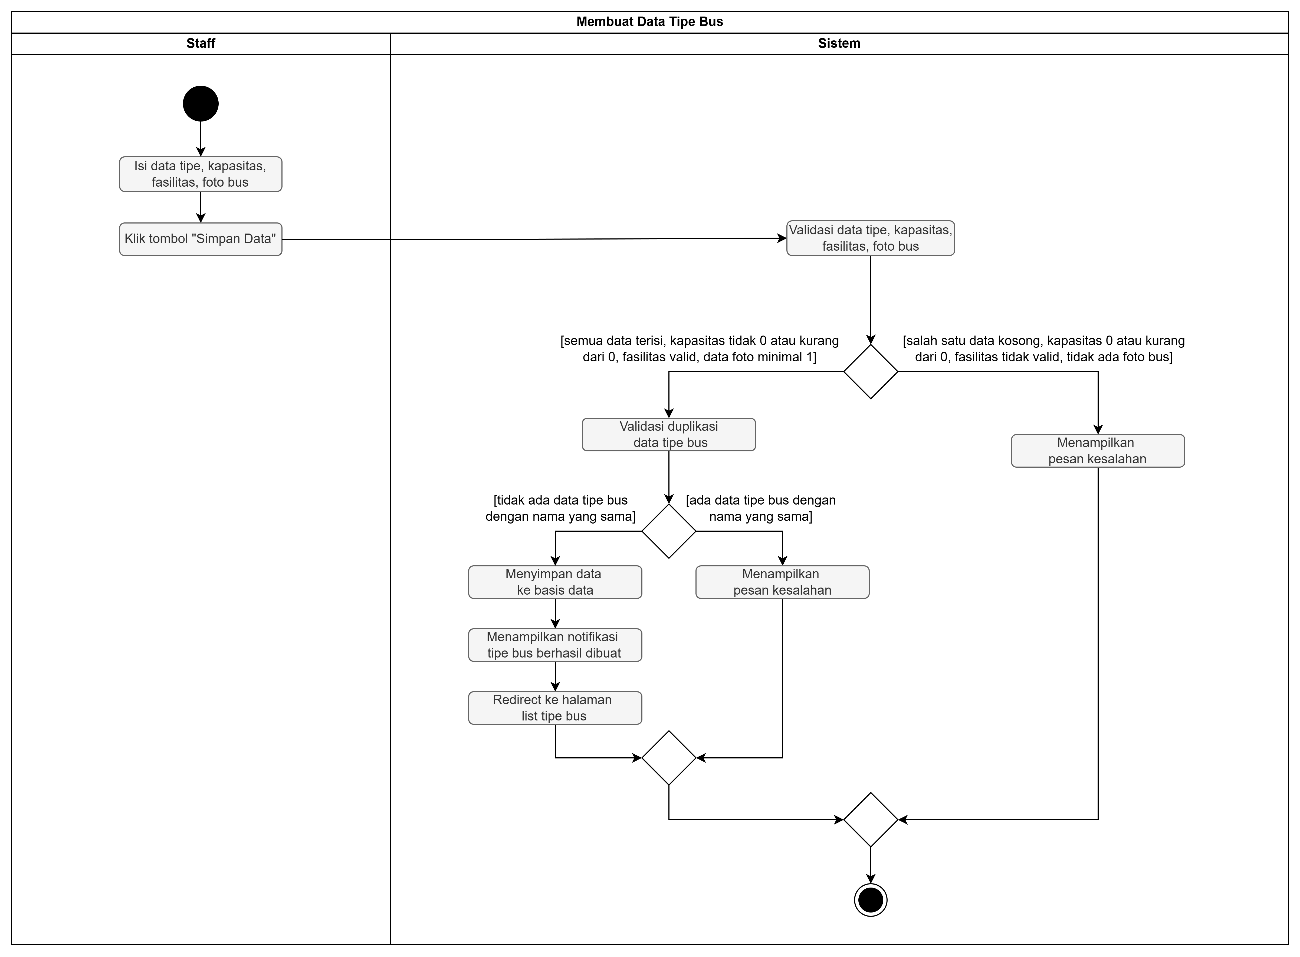 Membuat Data Tipe Bus
Staff
Sistem
Isi data tipe, kapasitas,
fasilitas, foto bus
Klik tombol "Simpan Data"
Validasi data tipe, kapasitas,
fasilitas, foto bus
[semua data terisi, kapasitas tidak 0 atau kurang
dari 0, fasilitas valid, data foto minimal 1]
[salah satu data kosong, kapasitas 0 atau kurang
dari 0, fasilitas tidak valid, tidak ada foto bus]
Validasi duplikasi
data tipe bus
Menampilkan
pesan kesalahan
[tidak ada data tipe bus
dengan nama yang sama]
[ada data tipe bus dengan
nama yang sama]
Menyimpan data
ke basis data
Menampilkan
pesan kesalahan
Menampilkan notifikasi
tipe bus berhasil dibuat
Redirect ke halaman
list tipe bus